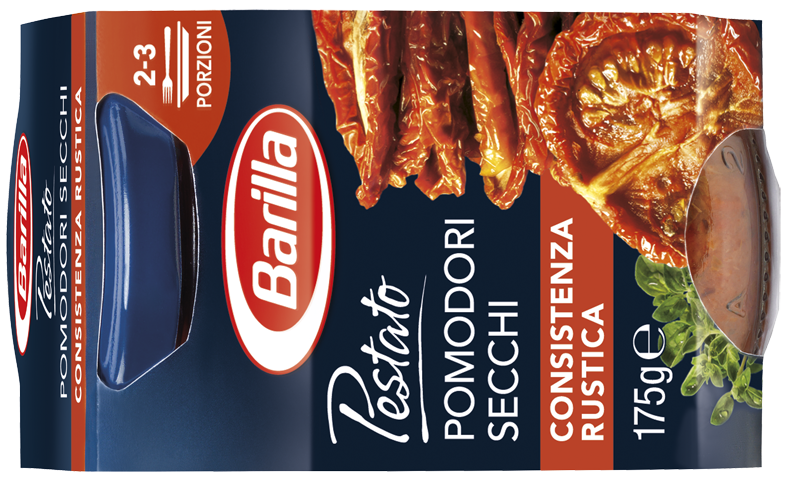 2-3
PORZIONI
Barilla
Pestato
POMODORI
SECCHI
CONSISTENZA
RUSTICA
175g e
Barilla
Pestato
POMODORI SECCHI
CONSISTENZA RUSTICA